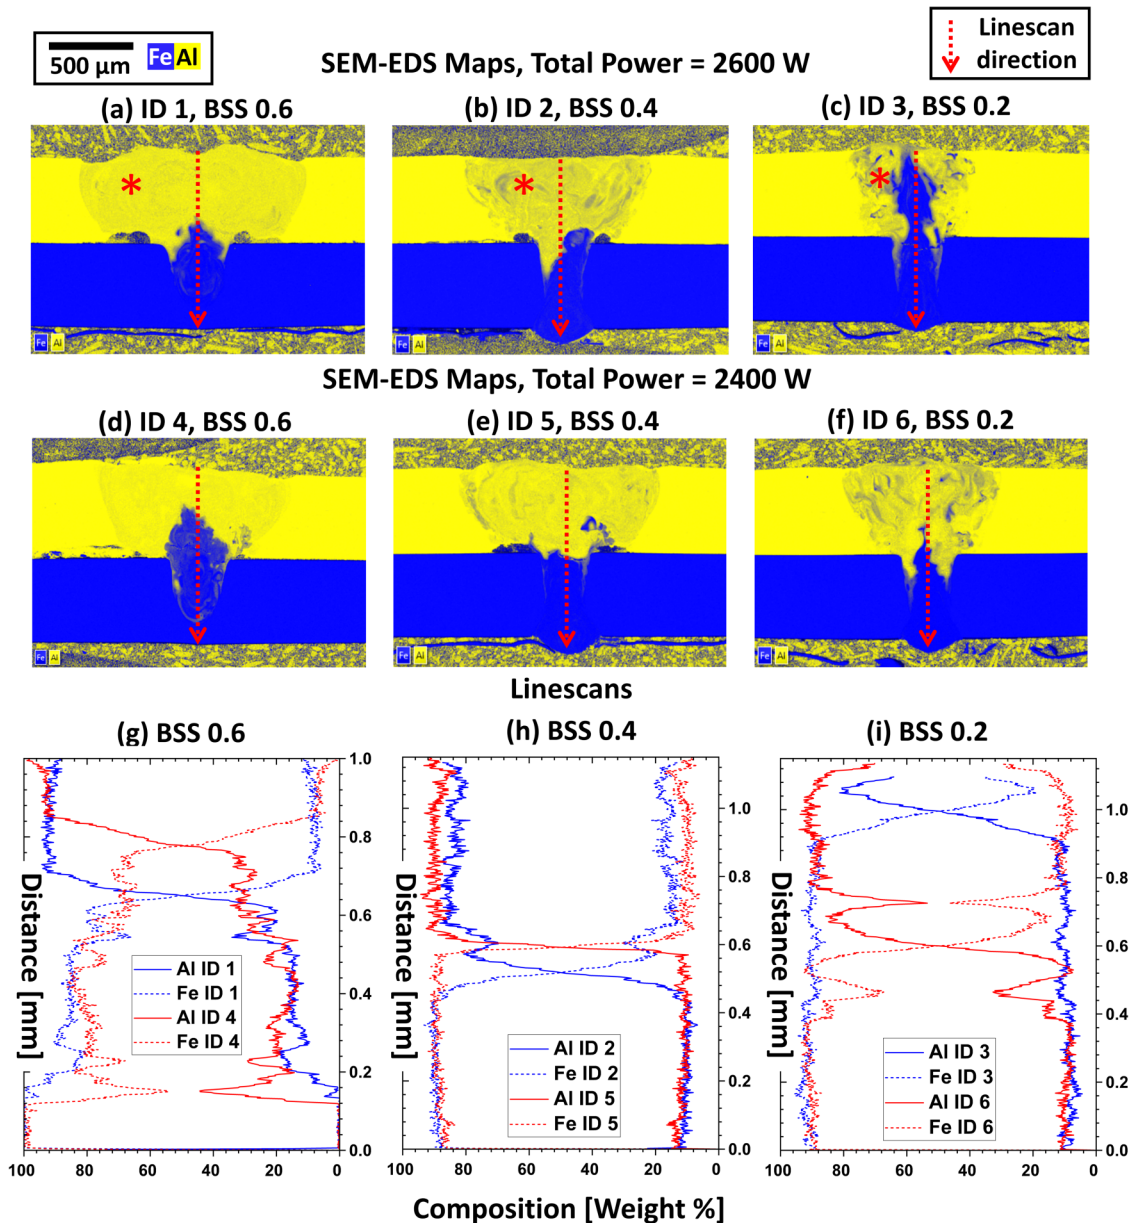 500 µm
Fe Al
SEM-EDS Maps, Total Power = 2600 W
Linescan
direction
(a) ID 1, BSS 0.6
(b) ID 2, BSS 0.4
(c) ID 3, BSS 0.2
*
*
*
Fe Al
Fe Al
Fe Al
SEM-EDS Maps, Total Power = 2400 W
(d) ID 4, BSS 0.6
(e) ID 5, BSS 0.4
(f) ID 6, BSS 0.2
Fe Al
Fe Al
Fe Al
Linescans
(g) BSS 0.6
(h) BSS 0.4
(i) BSS 0.2
1.0
0.8
0.6
0.4
0.2
0.0
Distance [mm]
Al ID 1
Fe ID 1
Al ID 4
Fe ID 4
100 80 60 40 20 0
1.0
0.8
0.6
0.4
0.2
0.0
Distance [mm]
Al ID 2
Fe ID 2
Al ID 5
Fe ID 5
100 80 60 40 20 0
1.0
0.8
0.6
0.4
0.2
0.0
Distance [mm]
Al ID 3
Fe ID 3
Al ID 6
Fe ID 6
100 80 60 40 20 0
Composition [Weight %]